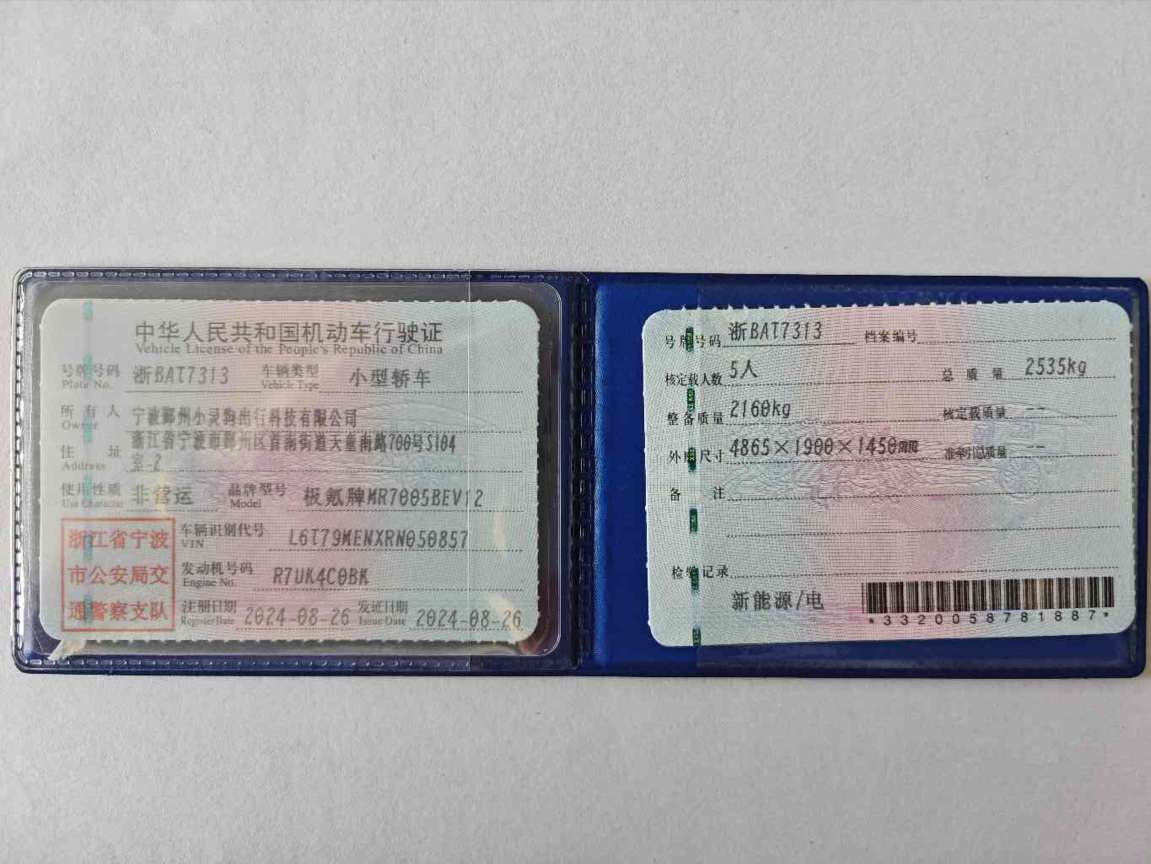 中华人民共和国机动车行驶证
Vehicle License of the People's Republic of China
号牌号码 浙BAT7313 车辆类型 小型轿车
Plate No. Vehicle Type
所有人 宁波鄞州小灵驹出行科技有限公司
Owner
浙江省宁波市鄞州区首南街道天童南路700号S104
住址 室-2
Address
使用性质 非营运 品牌型号 极氪牌MR7005BEV12
Use Character Model
浙江省宁波 车辆识别代号 L6T79MENXRN050857
VIN
市公安局交 发动机号码 R7UK4C0BK
Engine No.
通警察支队 注册日期 2024-08-26 发证日期 2024-08-26
Register Date Issue Date
号牌号码 浙BAT7313 档案编号
核定载人数 5人 总质量 2535kg
整备质量 2160kg 核定载质量 --
外廓尺寸 4865×1900×1450mm 准牵引总质量 --
备注
检验记录
新能源/电
*3320058781887*